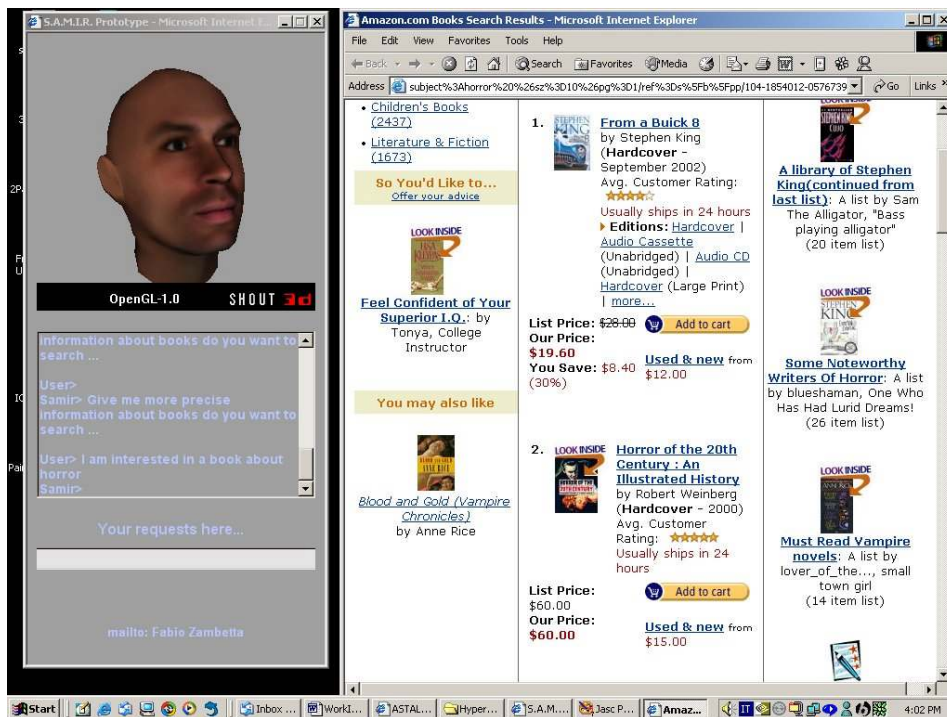 S.A.M.I.R. Prototype - Microsoft Internet E...
OpenGL-1.0
SHOUT 3d
information about books do you want to
search ...
User>
Samir> Give me more precise
information about books do you want to
search ...
User> I am interested in a book about
horror
Samir>
Your requests here...
mailto: Fabio Zambetta
Amazon.com Books Search Results - Microsoft Internet Explorer
File Edit View Favorites Tools Help
Back Search Favorites Media
Address subject%3Ahorror%20%26sz%3D10%26pg%3D1/ref%3Ds%5Fb%5Fpp/104-1854012-0576739 Go Links »
• Children's Books
(2437)
• Literature & Fiction
(1673)
So You'd Like to...
Offer your advice
LOOK INSIDE
Feel Confident of Your
Superior I.Q.: by
Tonya, College
Instructor
You may also like
ANNE RICE
Blood and Gold (Vampire
Chronicles)
by Anne Rice
1. From a Buick 8
STEPHEN
KING
by Stephen King
(Hardcover -
September 2002)
Avg. Customer Rating:
Usually ships in 24 hours
Editions: Hardcover |
Audio Cassette
(Unabridged) | Audio CD
(Unabridged) |
Hardcover (Large Print)
| more...
List Price: $28.00 Add to cart
Our Price:
$19.60 Used & new from
You Save: $8.40 $12.00
(30%)
2. LOOK INSIDE Horror of the 20th
Century : An
Illustrated History
by Robert Weinberg
(Hardcover - 2000)
Avg. Customer
Rating:
Usually ships in 24
hours
List Price: Add to cart
$60.00
Our Price: Used & new from
$60.00 $15.00
STEPHEN
KING
CUJO
A library of Stephen
King(continued from
last list): A list by Sam
The Alligator, "Bass
playing alligator"
(20 item list)
LOOK INSIDE
STEPHEN
KING
Some Noteworthy
Writers Of Horror: A list
by blueshaman, One Who
Has Had Lurid Dreams!
(26 item list)
LOOK INSIDE
ANNE RICE
Must Read Vampire
novels: A list by
lover_of_the..., small
town girl
(14 item list)
Start Inbox ... WorkI... ASTAL... Hyper... S.A.M.... Jasc P... Amaz... IT 4:02 PM